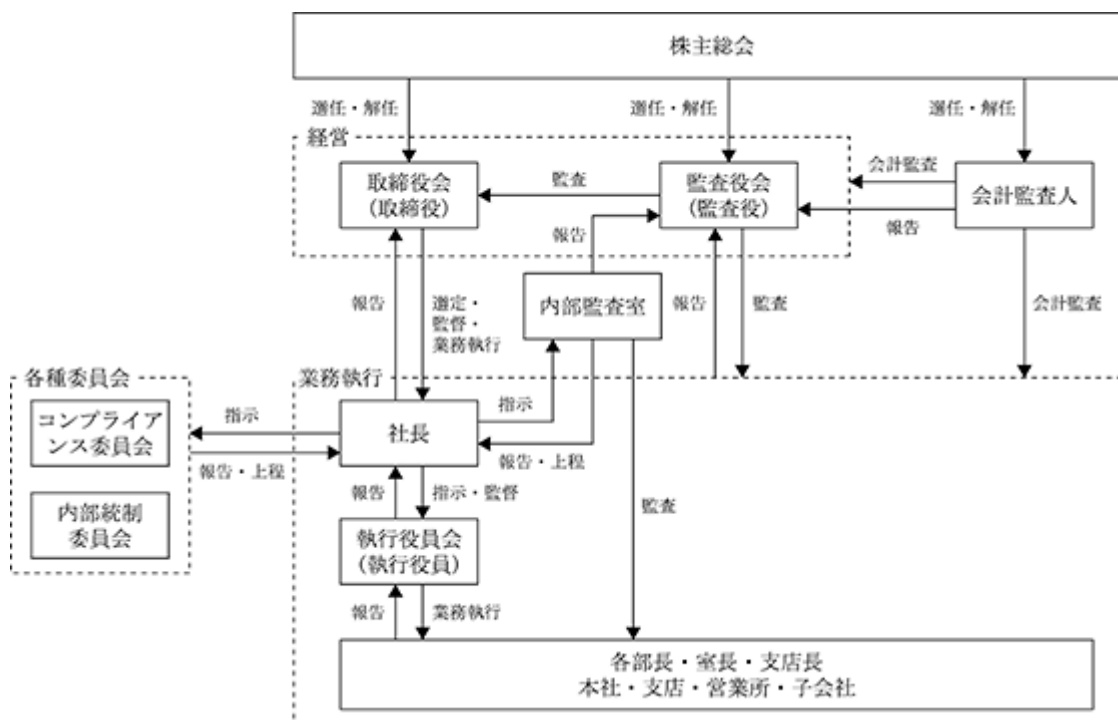 株主総会
選任・解任
選任・解任
選任・解任
経営
取締役会
(取締役)
監査
監査役会
(監査役)
会計監査
報告
会計監査人
報告
内部監査室
報告
選定・
監督・
業務執行
報告
監査
会計監査
各種委員会
業務執行
コンプライア
ンス委員会
指示
報告・上程
社長
指示
報告・上程
内部統制
委員会
報告
指示・監督
監査
執行役員会
(執行役員)
報告
業務執行
各部長・室長・支店長
本社・支店・営業所・子会社